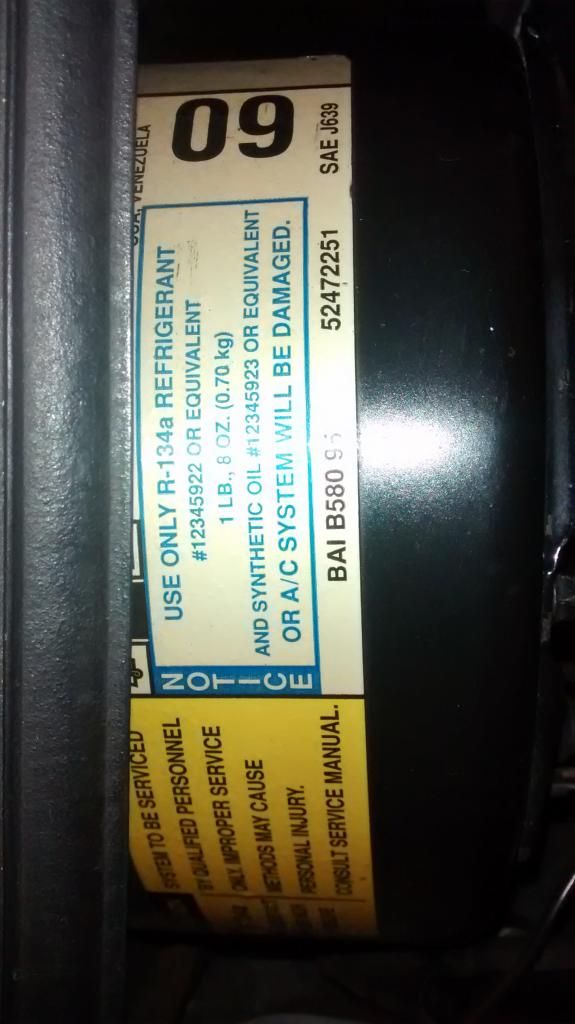 SYSTEM TO BE SERVICED
BY QUALIFIED PERSONNEL
ONLY. IMPROPER SERVICE
METHODS MAY CAUSE
PERSONAL INJURY.
CONSULT SERVICE MANUAL.
NOTICE
USE ONLY R-134a REFRIGERANT
#12345922 OR EQUIVALENT
1 LB., 8 OZ. (0.70 kg)
AND SYNTHETIC OIL #12345923 OR EQUIVALENT
OR A/C SYSTEM WILL BE DAMAGED.
BAI B580 52472251 SAE J639
VENEZUELA
09